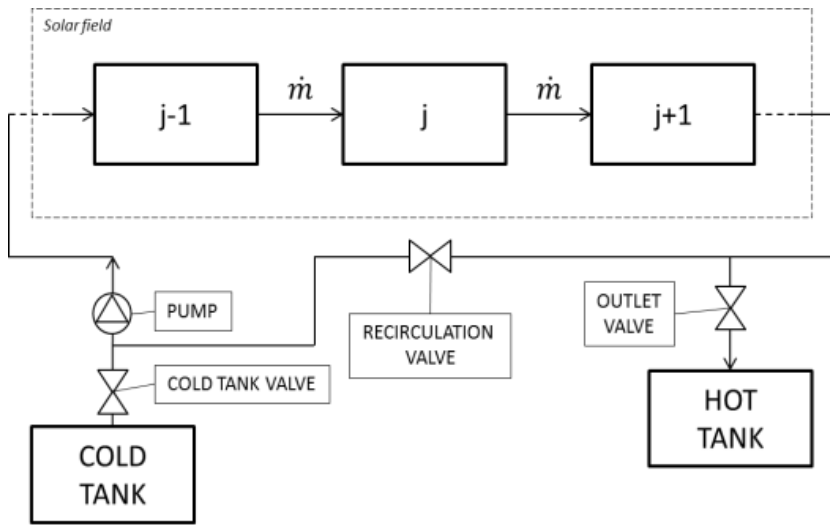 Solar field
j-1
ṁ
j
ṁ
j+1
PUMP
RECIRCULATION
VALVE
OUTLET
VALVE
COLD TANK VALVE
HOT
TANK
COLD
TANK